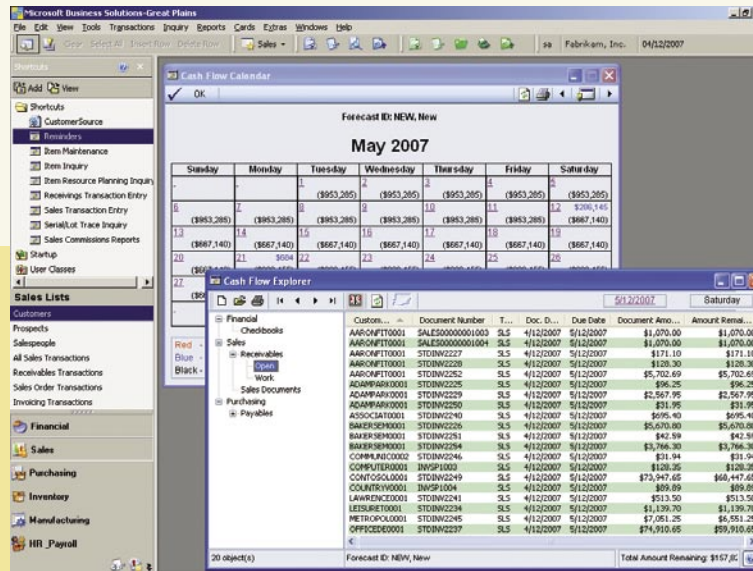 Microsoft Business Solutions-Great Plains
File Edit View Tools Transactions Inquiry Reports Cards Extras Windows Help
Clear Select All Insert Row Delete Row Sales sa Fabrikam, Inc. 04/12/2007
Shortcuts
Add View
Shortcuts
CustomerSource
Reminders
Item Maintenance
Item Inquiry
Item Resource Planning Inquiry
Receivings Transaction Entry
Sales Transaction Entry
Serial/Lot Trace Inquiry
Sales Commissions Reports
Startup
User Classes
Sales Lists
Customers
Prospects
Salespeople
All Sales Transactions
Receivables Transactions
Sales Order Transactions
Invoicing Transactions
Financial
Sales
Purchasing
Inventory
Manufacturing
HR_Payroll
Cash Flow Calendar
OK
Forecast ID: NEW, New
May 2007
Sunday Monday Tuesday Wednesday Thursday Friday Saturday
1 2 3 4 5
($953,285) ($953,285) ($953,285) ($953,285) ($953,285)
6 7 8 9 10 11 12 $286,145
($953,285) ($953,285) ($953,285) ($953,285) ($953,285) ($953,285) ($667,140)
13 14 15 16 17 18 19
($667,140) ($667,140) ($667,140) ($667,140) ($667,140) ($667,140) ($667,140)
20 21 $604 22 23 24 25 26
27
Red -
Blue -
Black -
Cash Flow Explorer
5/12/2007 Saturday
Financial
Checkbooks
Sales
Receivables
Open
Work
Sales Documents
Purchasing
Payables
Custom... Document Number T... Doc. D... Due Date Document Amo... Amount Remai...
AARONFIT0001 SALES00000001003 SLS 4/12/2007 5/12/2007 $1,070.00 $1,070.00
AARONFIT0001 SALES00000001004 SLS 4/12/2007 5/12/2007 $1,070.00 $1,070.00
AARONFIT0001 STDINV2227 SLS 4/12/2007 5/12/2007 $171.10 $171.10
AARONFIT0001 STDINV2228 SLS 4/12/2007 5/12/2007 $128.30 $128.30
AARONFIT0001 STDINV2252 SLS 4/12/2007 5/12/2007 $5,702.69 $5,702.69
ADAMPARK0001 STDINV2225 SLS 4/12/2007 5/12/2007 $96.25 $96.25
ADAMPARK0001 STDINV2229 SLS 4/12/2007 5/12/2007 $2,567.95 $2,567.95
ADAMPARK0001 STDINV2250 SLS 4/12/2007 5/12/2007 $31.95 $31.95
ASSOCIAT0001 STDINV2240 SLS 4/12/2007 5/12/2007 $695.40 $695.40
BAKERSEM0001 STDINV2226 SLS 4/12/2007 5/12/2007 $5,670.80 $5,670.80
BAKERSEM0001 STDINV2251 SLS 4/12/2007 5/12/2007 $42.59 $42.59
BAKERSEM0001 STDINV2254 SLS 4/12/2007 5/12/2007 $3,766.30 $3,766.30
COMMUNIC0002 STDINV2246 SLS 4/12/2007 5/12/2007 $31.94 $31.94
COMPUTER0001 INVSP1003 SLS 4/12/2007 5/12/2007 $128.35 $128.35
CONTOSOL0001 STDINV2249 SLS 4/12/2007 5/12/2007 $73,947.65 $68,447.65
COUNTRYV0001 INVSP1004 SLS 4/12/2007 5/12/2007 $89.89 $89.89
LAWRENCE0001 STDINV2241 SLS 4/12/2007 5/12/2007 $513.50 $513.50
LEISURET0001 STDINV2234 SLS 4/12/2007 5/12/2007 $1,139.70 $1,139.70
METROPOL0001 STDINV2245 SLS 4/12/2007 5/12/2007 $7,051.25 $6,551.25
OFFICEDE0001 STDINV2237 SLS 4/12/2007 5/12/2007 $74,910.65 $59,910.65
20 object(s) Forecast ID: NEW, New Total Amount Remaining: $157,8